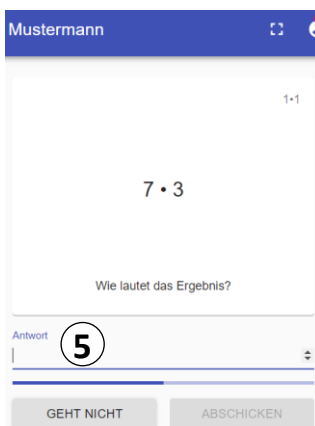 Mustermann
1•1
7 • 3
Wie lautet das Ergebnis?
Antwort
5
GEHT NICHT ABSCHICKEN